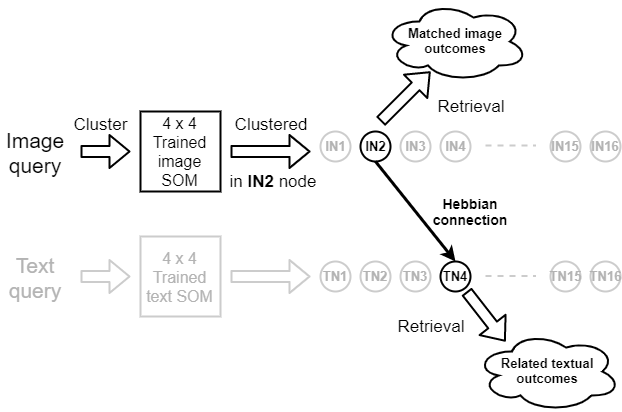 Matched image
outcomes
Retrieval
Image
query
Cluster
4 x 4
Trained
image
SOM
Clustered
in IN2 node
IN1 IN2 IN3 IN4 IN15 IN16
Hebbian
connection
Text
query
4 x 4
Trained
text SOM
TN1 TN2 TN3 TN4 TN15 TN16
Retrieval
Related textual
outcomes